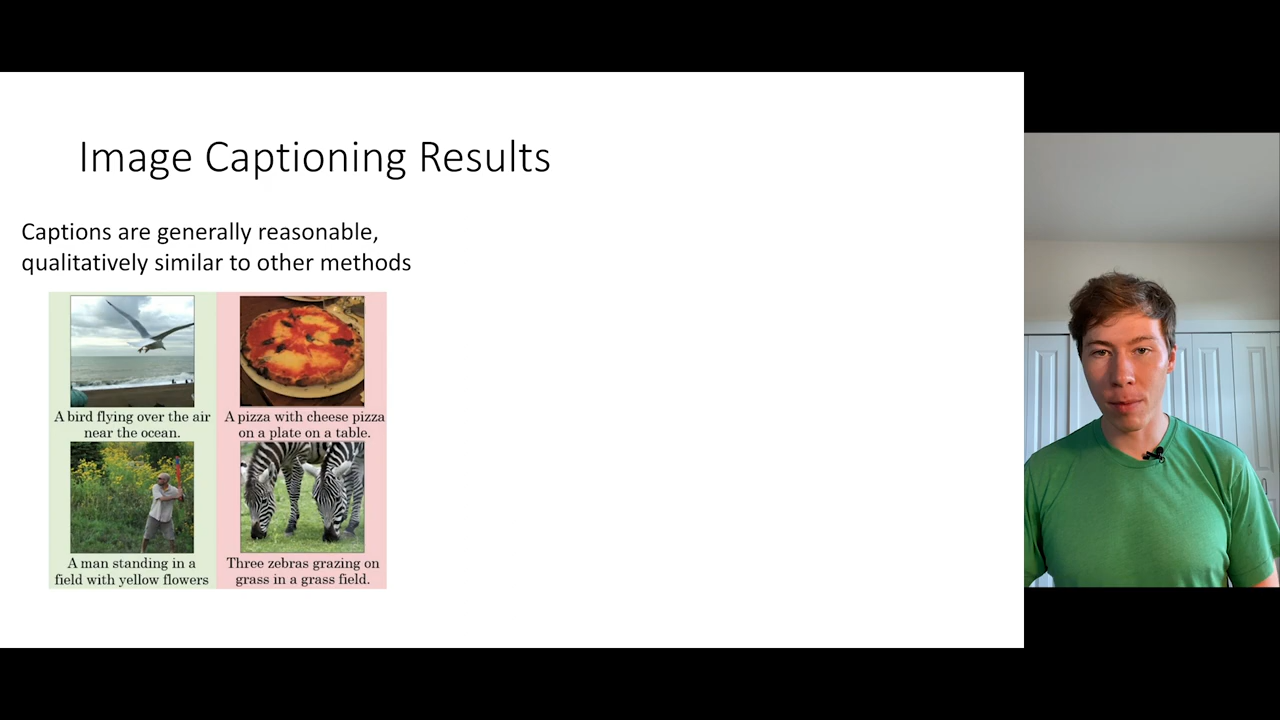 Image Captioning Results
Captions are generally reasonable,
qualitatively similar to other methods
A bird flying over the air
near the ocean.
A pizza with cheese pizza
on a plate on a table.
A man standing in a
field with yellow flowers
Three zebras grazing on
grass in a grass field.